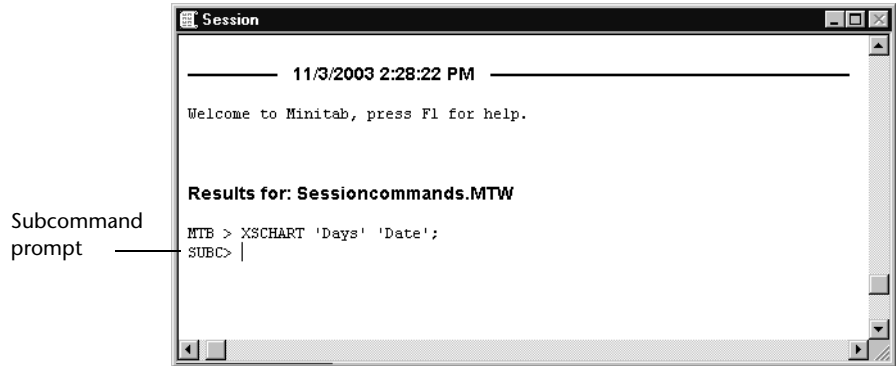 Session
11/3/2003 2:28:22 PM
Welcome to Minitab, press F1 for help.
Results for: Sessioncommands.MTW
Subcommand
prompt
MTB > XSCHART 'Days' 'Date';
SUBC>